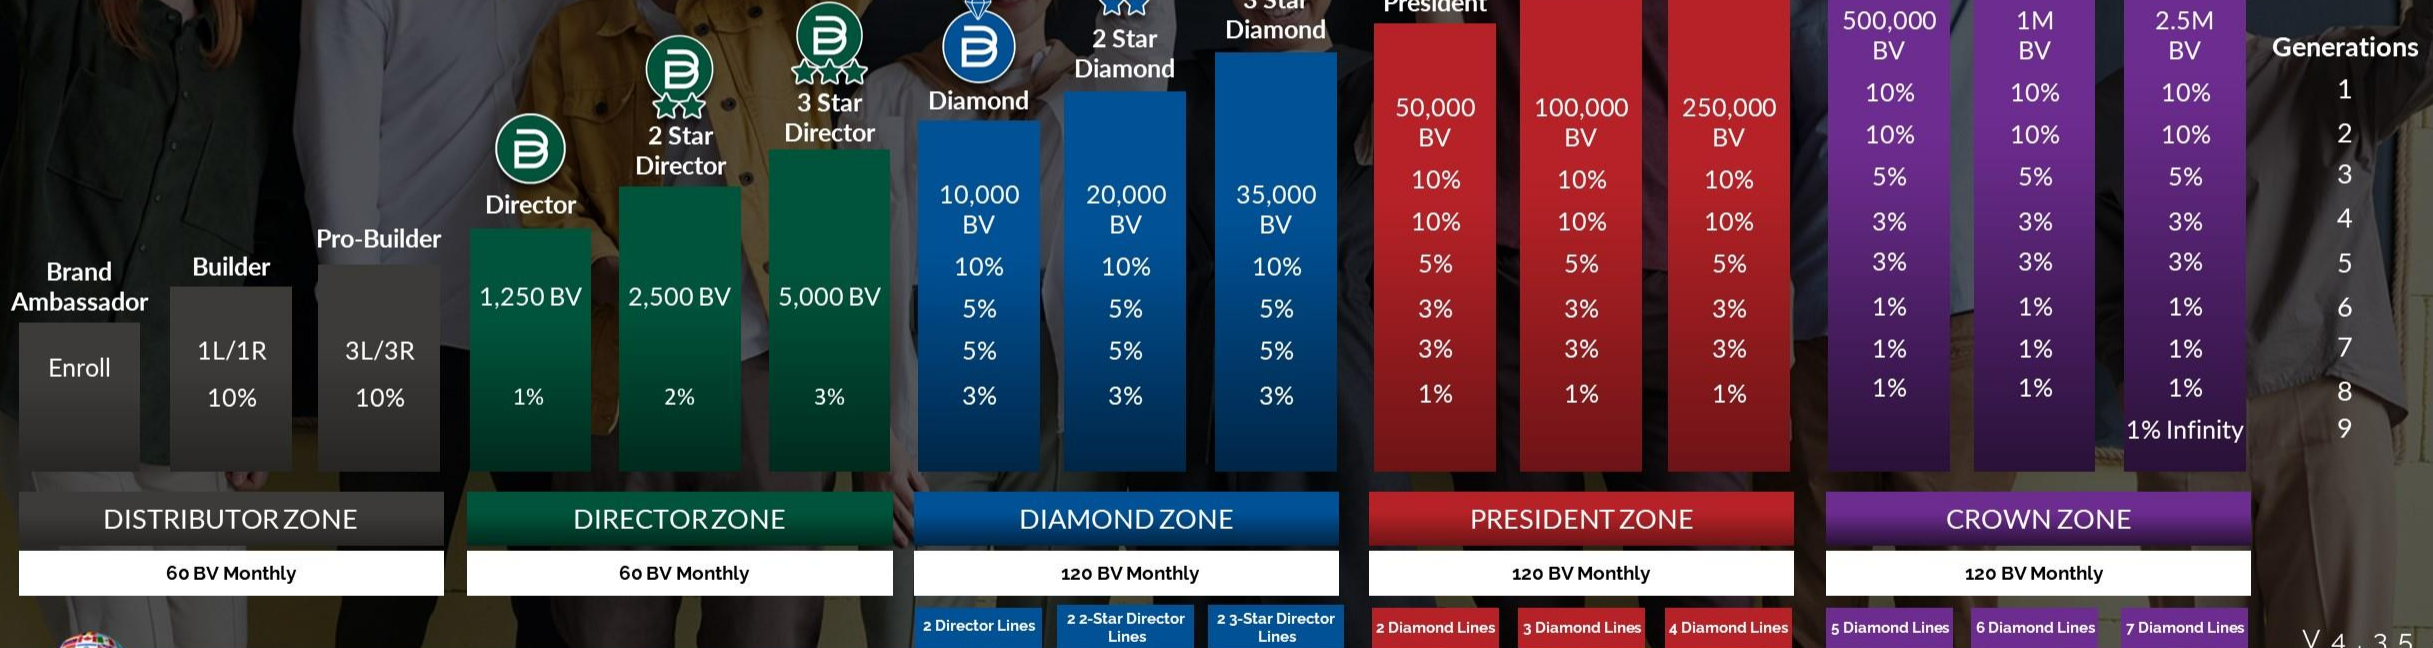 Brand
Ambassador
Enroll
Builder
1L/1R
10%
Pro-Builder
3L/3R
10%
DISTRIBUTOR ZONE
60 BV Monthly
Director
1,250 BV
1%
2 Star
Director
2,500 BV
2%
3 Star
Director
5,000 BV
3%
DIRECTOR ZONE
60 BV Monthly
Diamond
10,000
BV
10%
5%
5%
3%
2 Star
Diamond
20,000
BV
10%
5%
5%
3%
3 Star
Diamond
35,000
BV
10%
5%
5%
3%
DIAMOND ZONE
120 BV Monthly
2 Director Lines
2 2-Star Director
Lines
2 3-Star Director
Lines
President
50,000
BV
10%
10%
5%
3%
3%
1%
100,000
BV
10%
10%
5%
3%
3%
1%
250,000
BV
10%
10%
5%
3%
3%
1%
PRESIDENT ZONE
120 BV Monthly
2 Diamond Lines
3 Diamond Lines
4 Diamond Lines
500,000
BV
10%
10%
5%
3%
3%
1%
1%
1%
1M
BV
10%
10%
5%
3%
3%
1%
1%
1%
2.5M
BV
10%
10%
5%
3%
3%
1%
1%
1%
1% Infinity
CROWN ZONE
120 BV Monthly
5 Diamond Lines
6 Diamond Lines
7 Diamond Lines
Generations
1
2
3
4
5
6
7
8
9
V 4.35